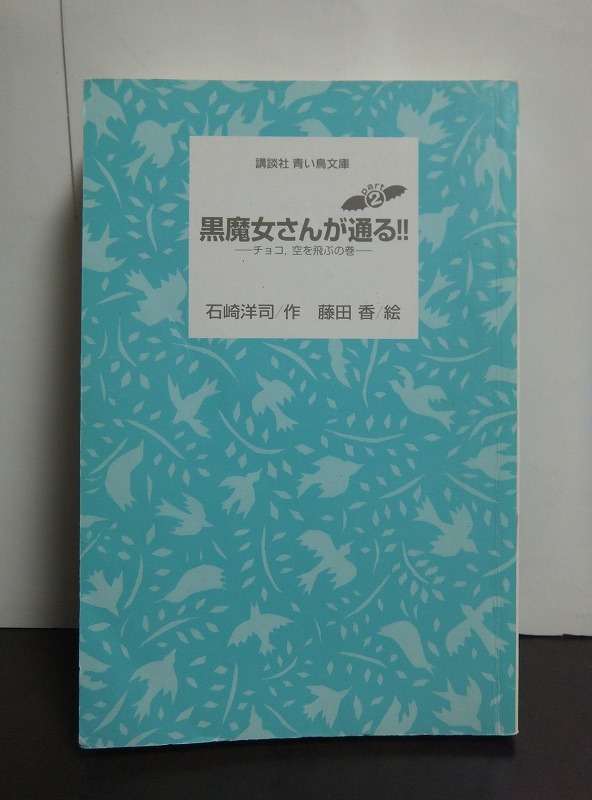 講談社 青い鳥文庫
part 2
黒魔女さんが通る!!
―チョコ,空を飛ぶの巻―
石崎洋司/作 藤田 香/絵